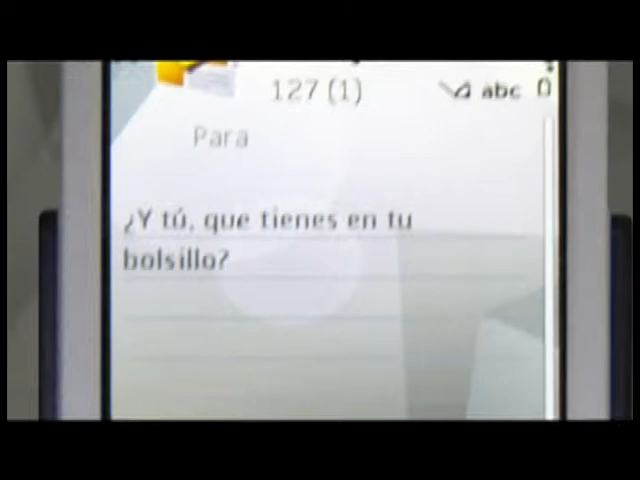 127 (1)
abc
Para
¿Y tú, que tienes en tu
bolsillo?